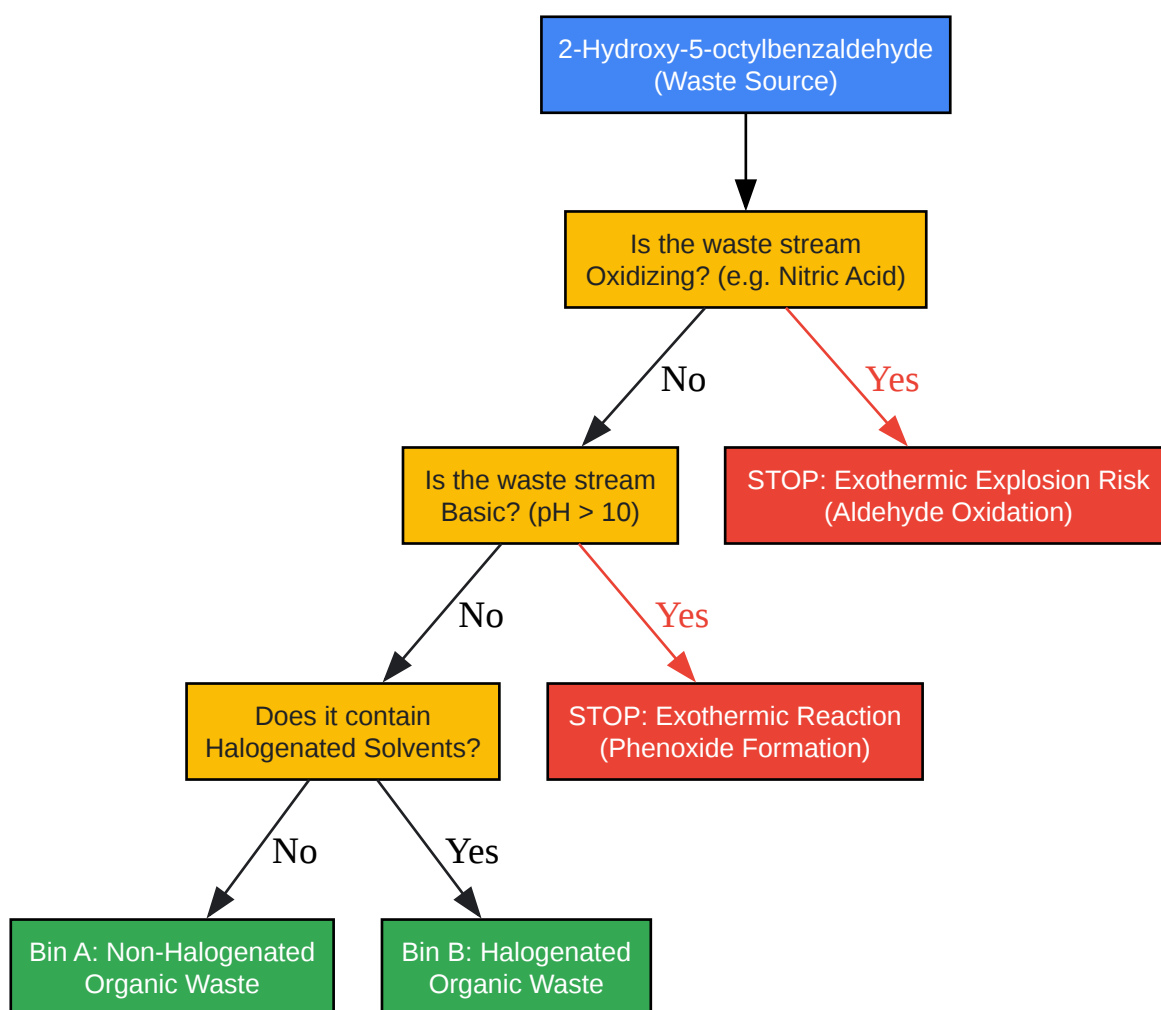 2-Hydroxy-5-octylbenzaldehyde
(Waste Source)
Is the waste stream
Oxidizing? (e.g. Nitric Acid)
No
Yes
Is the waste stream
Basic? (pH > 10)
STOP: Exothermic Explosion Risk
(Aldehyde Oxidation)
No
Yes
Does it contain
Halogenated Solvents?
STOP: Exothermic Reaction
(Phenoxide Formation)
No
Yes
Bin A: Non-Halogenated
Organic Waste
Bin B: Halogenated
Organic Waste